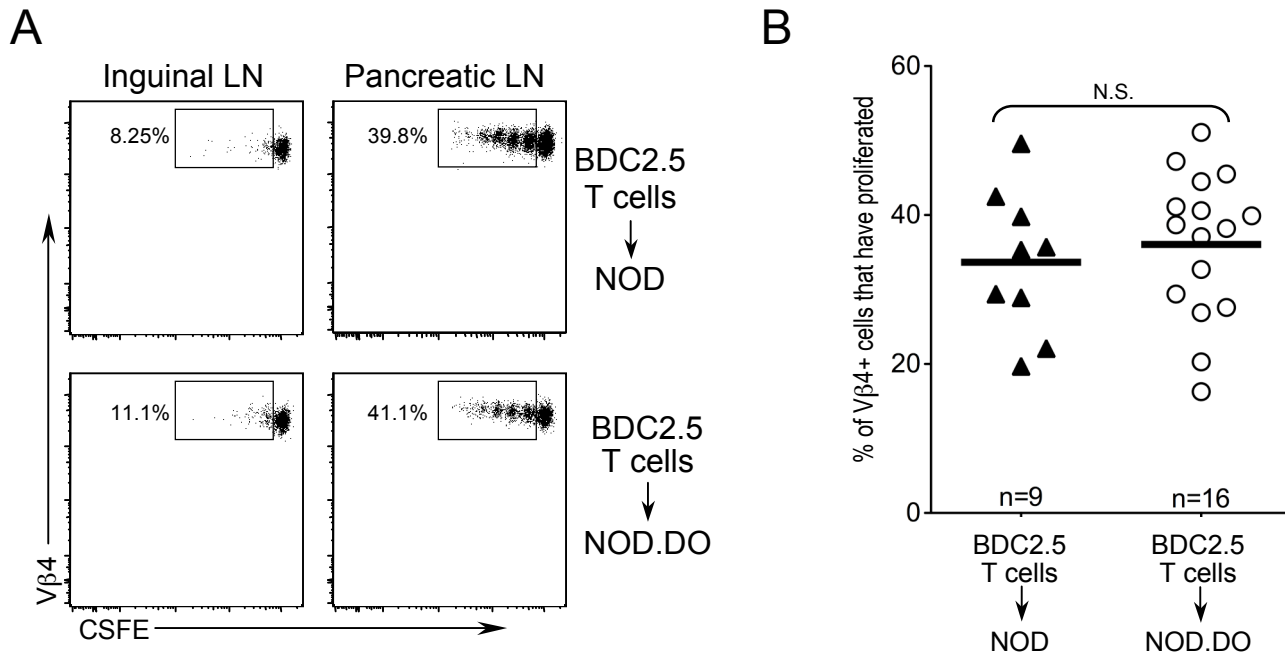 A
Inguinal LN
Pancreatic LN
8.25%
39.8%
BDC2.5
T cells
NOD
11.1%
41.1%
BDC2.5
T cells
NOD.DO
Vβ4
CSFE
B
60
40
20
0
% of Vβ4+ cells that have proliferated
N.S.
n=9
n=16
BDC2.5
T cells
NOD
BDC2.5
T cells
NOD.DO